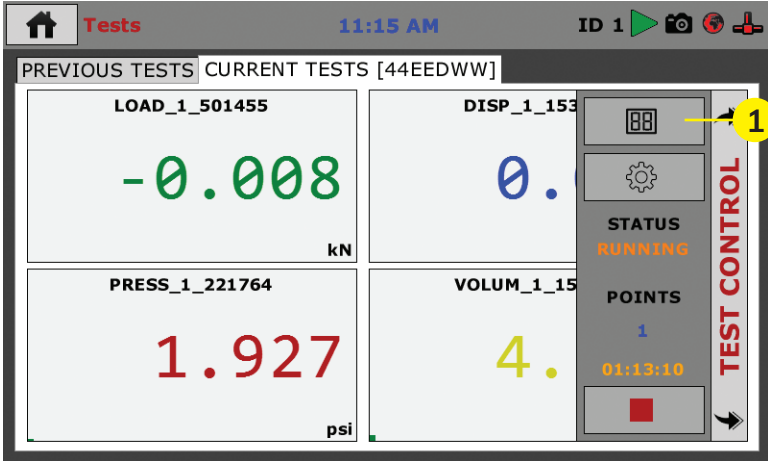 Tests 11:15 AM ID 1
PREVIOUS TESTS CURRENT TESTS [44EEDWW]
LOAD_1_501455
-0.008
kN
DISP_1_153
0.
PRESS_1_221764
1.927
psi
VOLUM_1_15
4.
88
1
STATUS
RUNNING
POINTS
1
01:13:10
TEST CONTROL